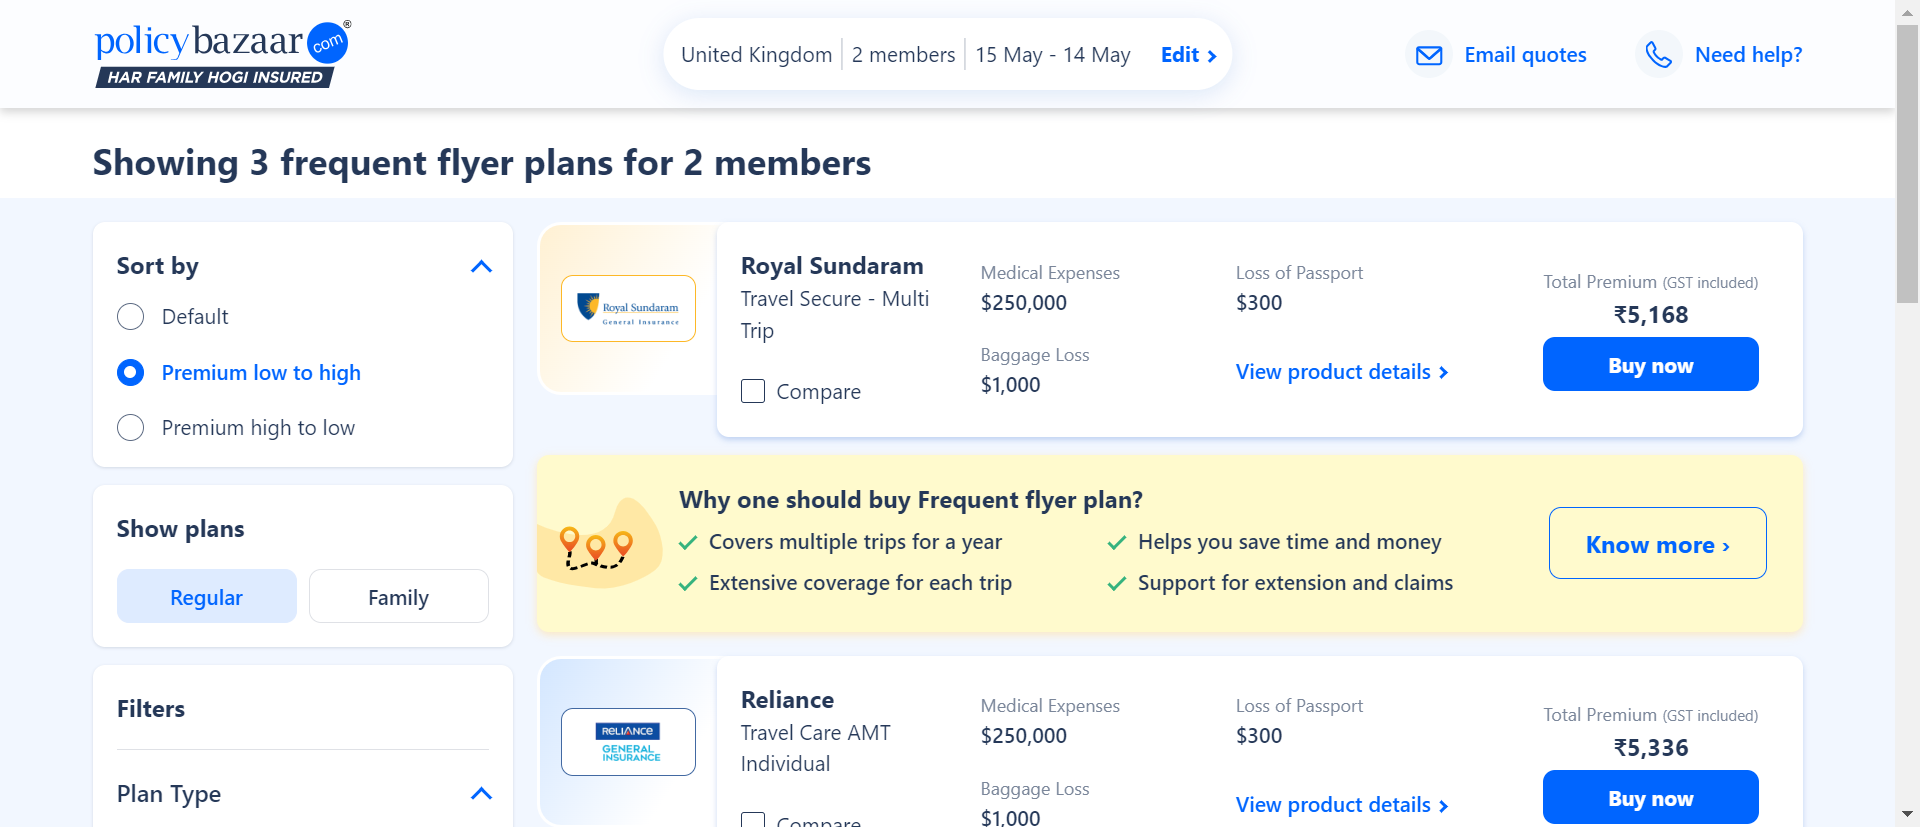 policybazaar.com®
HAR FAMILY HOGI INSURED
United Kingdom | 2 members | 15 May - 14 May Edit ›
Email quotes
Need help?
Showing 3 frequent flyer plans for 2 members
Sort by
Default
Premium low to high
Premium high to low
Show plans
Regular
Family
Filters
Plan Type
Royal Sundaram
General Insurance
Royal Sundaram
Travel Secure - Multi
Trip
Compare
Medical Expenses
$250,000
Baggage Loss
$1,000
Loss of Passport
$300
View product details ›
Total Premium (GST included)
₹5,168
Buy now
Why one should buy Frequent flyer plan?
Covers multiple trips for a year
Helps you save time and money
Extensive coverage for each trip
Support for extension and claims
Know more ›
RELIANCE
GENERAL
INSURANCE
Reliance
Travel Care AMT
Individual
Compare
Medical Expenses
$250,000
Baggage Loss
$1,000
Loss of Passport
$300
View product details ›
Total Premium (GST included)
₹5,336
Buy now